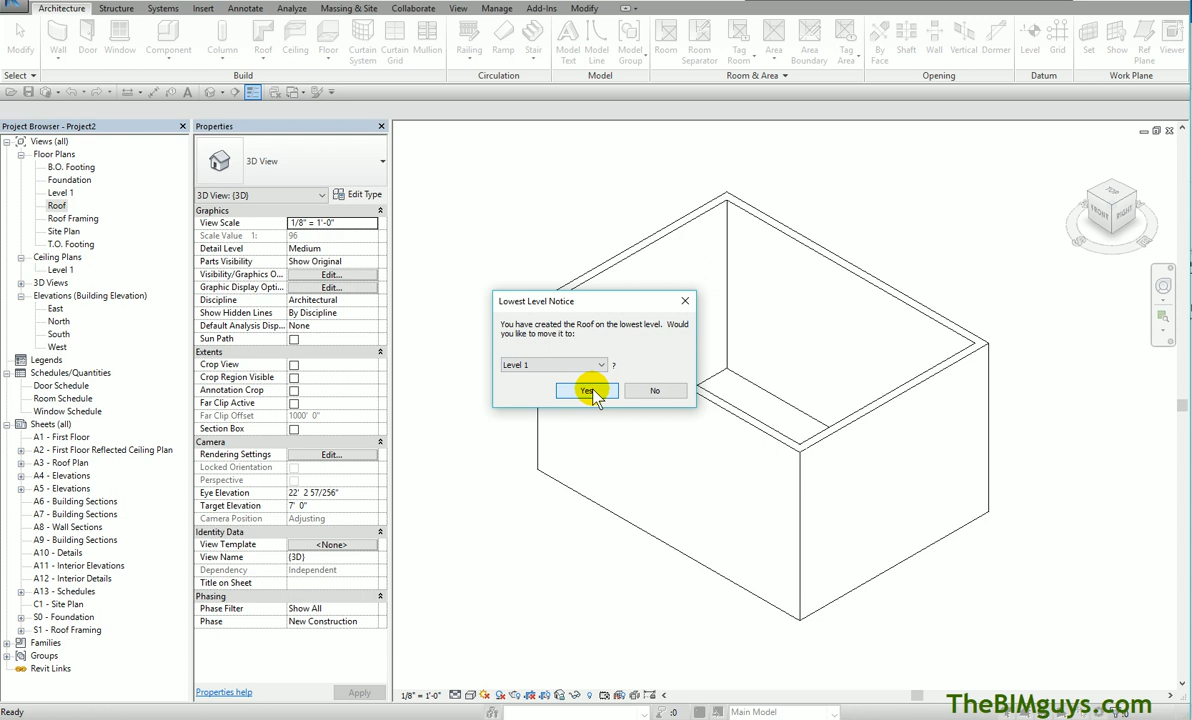 Architecture Structure Systems Insert Annotate Analyze Massing & Site Collaborate View Manage Add-Ins Modify
Modify Wall Door Window Component Column Roof Ceiling Floor Curtain System Curtain Grid Mullion Railing Ramp Stair Model Text Model Line Model Group Room Room Separator Tag Room Area Area Boundary Tag Area By Face Shaft Wall Vertical Dormer Level Grid Set Show Ref Plane Viewer
Select Build Circulation Model Room & Area Opening Datum Work Plane
Project Browser - Project2
Views (all)
Floor Plans
B.O. Footing
Foundation
Level 1
Roof
Roof Framing
Site Plan
T.O. Footing
Ceiling Plans
Level 1
3D Views
Elevations (Building Elevation)
East
North
South
West
Legends
Schedules/Quantities
Door Schedule
Room Schedule
Window Schedule
Sheets (all)
A1 - First Floor
A2 - First Floor Reflected Ceiling Plan
A3 - Roof Plan
A4 - Elevations
A5 - Elevations
A6 - Building Sections
A7 - Building Sections
A8 - Wall Sections
A9 - Building Sections
A10 - Details
A11 - Interior Elevations
A12 - Interior Details
A13 - Schedules
C1 - Site Plan
S0 - Foundation
S1 - Roof Framing
Families
Groups
Revit Links
Properties
3D View
3D View: {3D} Edit Type
Graphics
View Scale 1/8" = 1'-0"
Scale Value 1: 96
Detail Level Medium
Parts Visibility Show Original
Visibility/Graphics O... Edit...
Graphic Display Opti... Edit...
Discipline Architectural
Show Hidden Lines By Discipline
Default Analysis Disp... None
Sun Path
Extents
Crop View
Crop Region Visible
Annotation Crop
Far Clip Active
Far Clip Offset 1000' 0"
Section Box
Camera
Rendering Settings Edit...
Locked Orientation
Perspective
Eye Elevation 22' 2 57/256"
Target Elevation 7' 0"
Camera Position Adjusting
Identity Data
View Template <None>
View Name {3D}
Dependency Independent
Title on Sheet
Phasing
Phase Filter Show All
Phase New Construction
Properties help Apply
Lowest Level Notice
You have created the Roof on the lowest level. Would
you like to move it to:
Level 1 ?
Yes No
TOP
FRONT RIGHT
1/8" = 1'-0"
Ready :0 Main Model
TheBIMguys.com